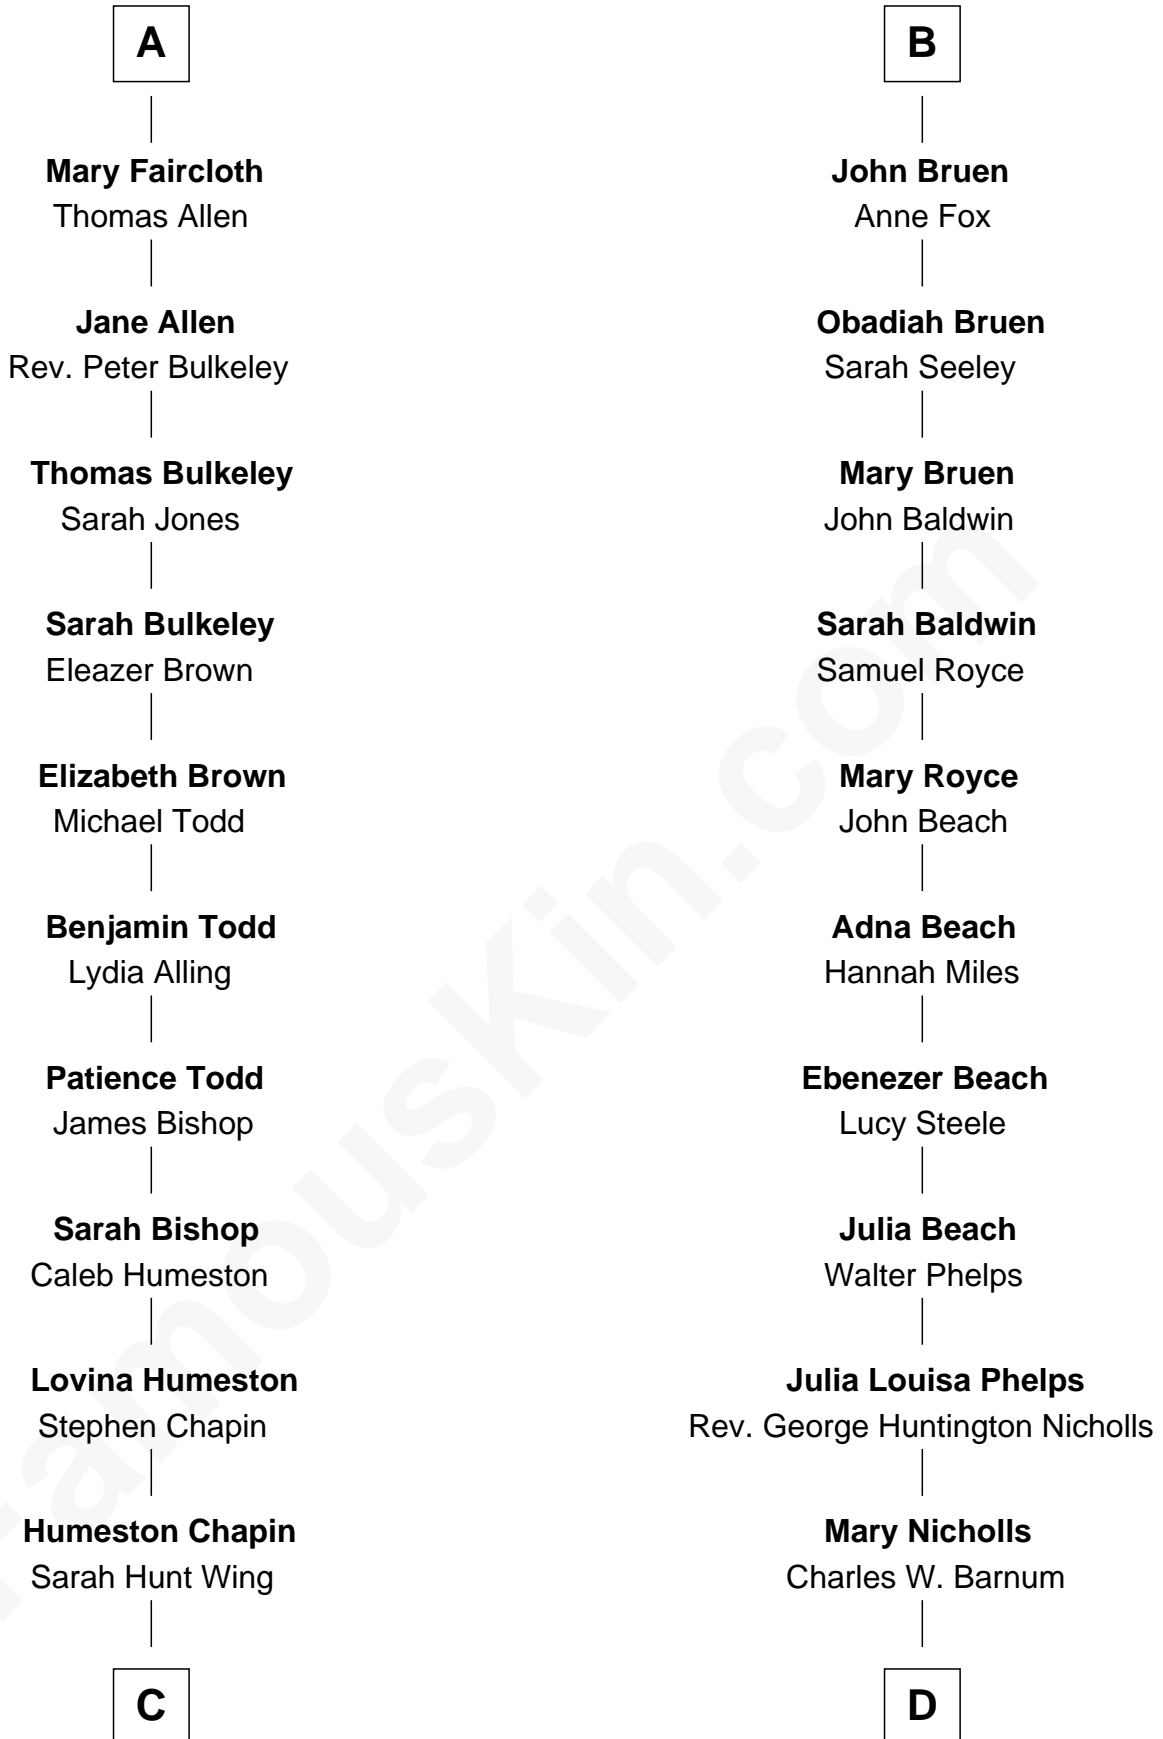 A
Mary Faircloth
Thomas Allen
Jane Allen
Rev. Peter Bulkeley
Thomas Bulkeley
Sarah Jones
Sarah Bulkeley
Eleazer Brown
Elizabeth Brown
Michael Todd
Benjamin Todd
Lydia Alling
Patience Todd
James Bishop
Sarah Bishop
Caleb Humeston
Lovina Humeston
Stephen Chapin
Humeston Chapin
Sarah Hunt Wing
C
B
John Bruen
Anne Fox
Obadiah Bruen
Sarah Seeley
Mary Bruen
John Baldwin
Sarah Baldwin
Samuel Royce
Mary Royce
John Beach
Adna Beach
Hannah Miles
Ebenezer Beach
Lucy Steele
Julia Beach
Walter Phelps
Julia Louisa Phelps
Rev. George Huntington Nicholls
Mary Nicholls
Charles W. Barnum
D
FamousKin.com